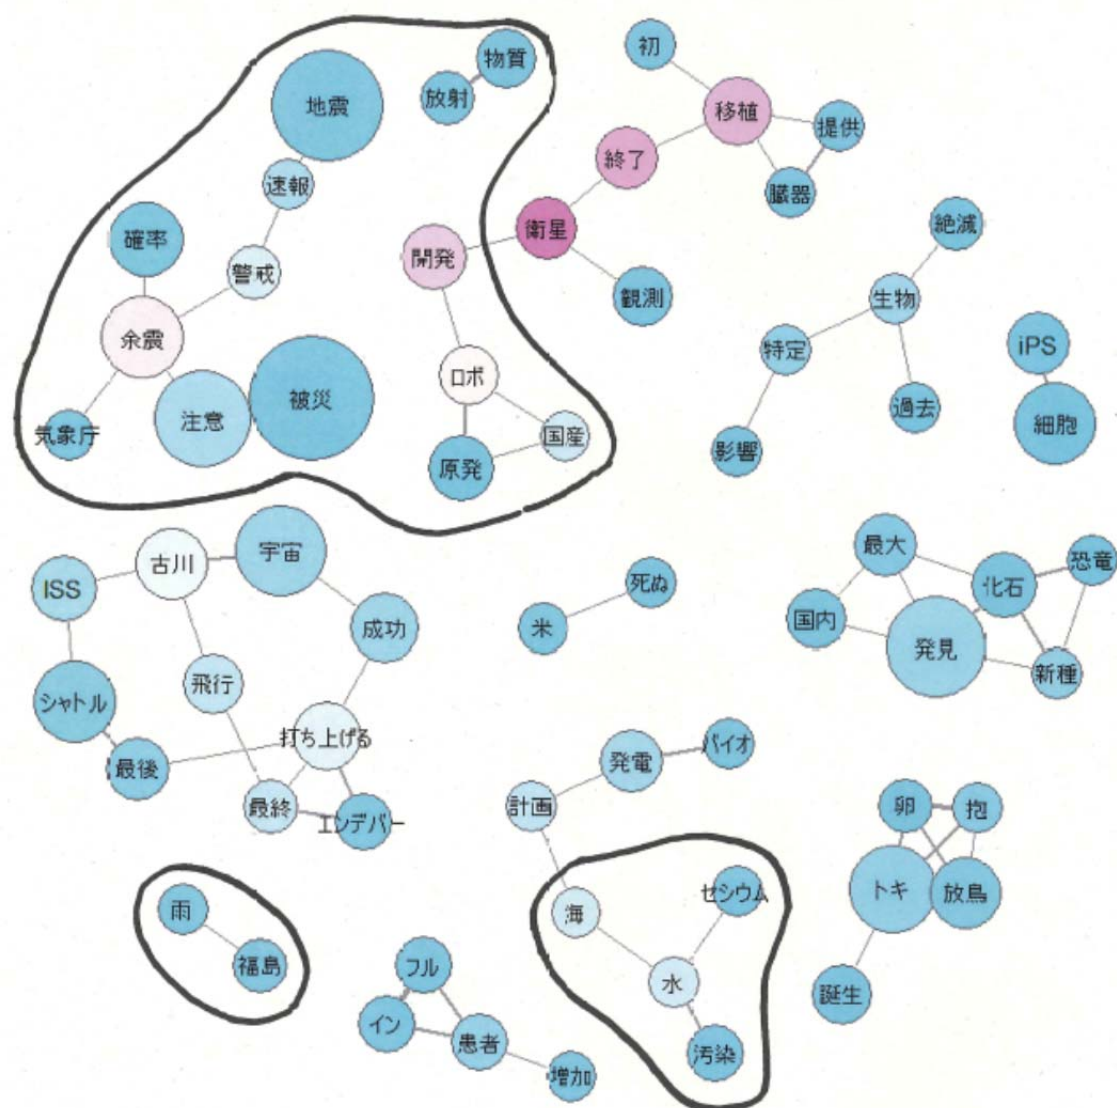 物質
放射
地震
速報
確率
警戒
余震
気象庁
注意
被災
開発
ロボ
国産
原発
初
移植
提供
臓器
終了
衛星
観測
絶滅
生物
特定
過去
影響
iPS
細胞
古川
宇宙
ISS
成功
飛行
シャトル
打ち上げる
最後
最終
エンデバー
死ぬ
米
最大
恐竜
化石
国内
発見
新種
発電
バイオ
計画
海
セシウム
水
汚染
卵
抱
トキ
放鳥
誕生
雨
福島
フル
イン
患者
増加